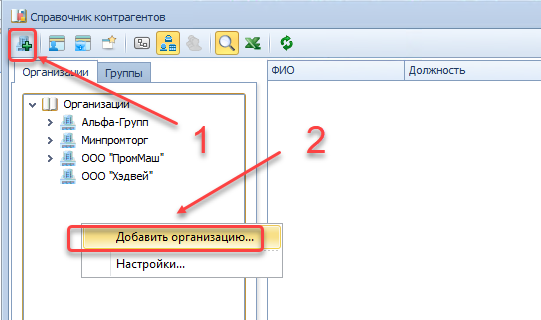 Справочник контрагентов
Организации Группы ФИО Должность
Организации
Альфа-Групп
Минпромторг
ООО "ПромМаш"
ООО "Хэдвей"
1
2
Добавить организацию...
Настройки...